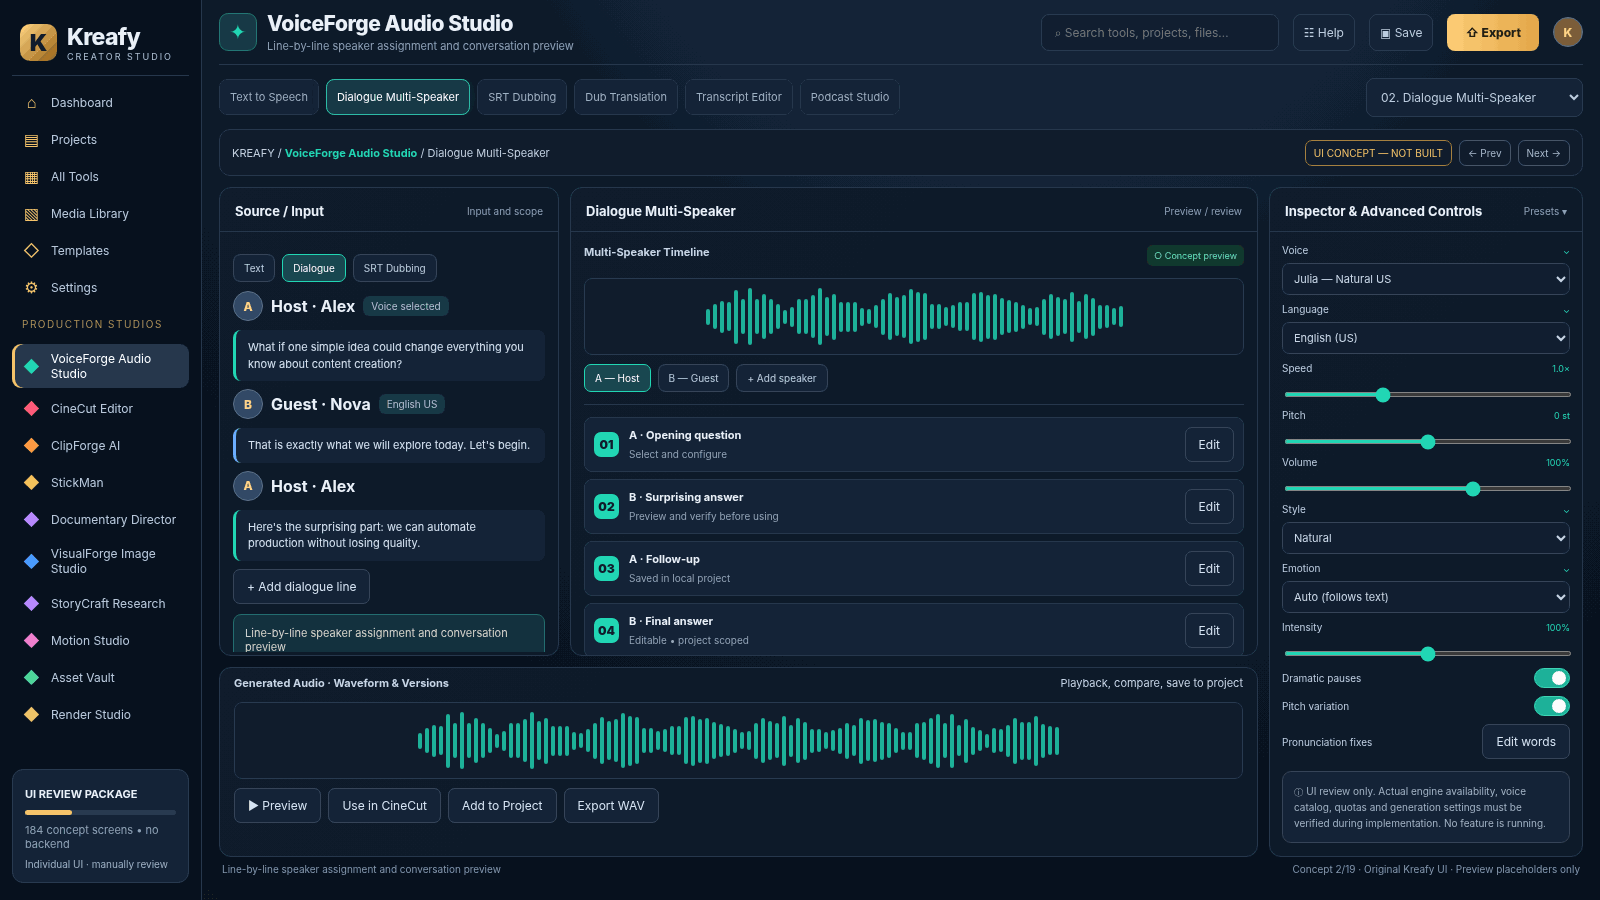 K
Kreafy
CREATOR STUDIO
Dashboard
Projects
All Tools
Media Library
Templates
Settings
PRODUCTION STUDIOS
VoiceForge Audio
Studio
CineCut Editor
ClipForge AI
StickMan
Documentary Director
VisualForge Image
Studio
StoryCraft Research
Motion Studio
Asset Vault
Render Studio
UI REVIEW PACKAGE
184 concept screens • no
backend
Individual UI · manually review
VoiceForge Audio Studio
Line-by-line speaker assignment and conversation preview
Search tools, projects, files...
Help
Save
Export
K
Text to Speech
Dialogue Multi-Speaker
SRT Dubbing
Dub Translation
Transcript Editor
Podcast Studio
02. Dialogue Multi-Speaker
KREAFY / VoiceForge Audio Studio / Dialogue Multi-Speaker
UI CONCEPT — NOT BUILT
← Prev
Next →
Source / Input
Input and scope
Text
Dialogue
SRT Dubbing
A
Host · Alex
Voice selected
What if one simple idea could change everything you
know about content creation?
B
Guest · Nova
English US
That is exactly what we will explore today. Let's begin.
A
Host · Alex
Here's the surprising part: we can automate
production without losing quality.
+ Add dialogue line
Line-by-line speaker assignment and conversation
preview
Dialogue Multi-Speaker
Preview / review
Multi-Speaker Timeline
Concept preview
A — Host
B — Guest
+ Add speaker
01
A · Opening question
Select and configure
Edit
02
B · Surprising answer
Preview and verify before using
Edit
03
A · Follow-up
Saved in local project
Edit
04
B · Final answer
Editable • project scoped
Edit
Generated Audio · Waveform & Versions
Playback, compare, save to project
▶ Preview
Use in CineCut
Add to Project
Export WAV
Inspector & Advanced Controls
Presets ▾
Voice
Julia — Natural US
Language
English (US)
Speed
1.0×
Pitch
0 st
Volume
100%
Style
Natural
Emotion
Auto (follows text)
Intensity
100%
Dramatic pauses
Pitch variation
Pronunciation fixes
Edit words
ⓘ UI review only. Actual engine availability, voice
catalog, quotas and generation settings must be
verified during implementation. No feature is running.
Line-by-line speaker assignment and conversation preview
Concept 2/19 · Original Kreafy UI · Preview placeholders only